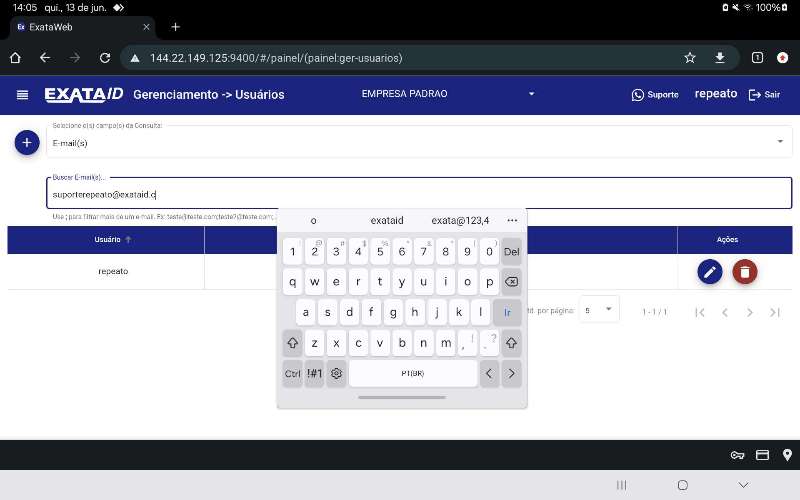 14:05 qui., 13 de jun.
100%
Ex ExataWeb
144.22.149.125:9400/#/painel/(painel:ger-usuarios)
1
EXATAID Gerenciamento -> Usuários EMPRESA PADRAO Suporte repeato Sair
Selecione o(s) campo(s) da Consulta:
E-mail(s)
Buscar E-mail(s)...
suporterepeato@exataid.c
Use ; para filtrar mais de um e-mail. Ex: teste@teste.com;teste?@teste.com;
o exataid exata@123,4 ...
Usuário Ações
1 2 3 4 5 6 7 8 9 0 Del
repeato
q w e r t y u i o p
a s d f g h j k l Ir
por página: 5 1 - 1 / 1
z x c v b n m , ! . ?
Ctrl !#1 PT(BR) < >